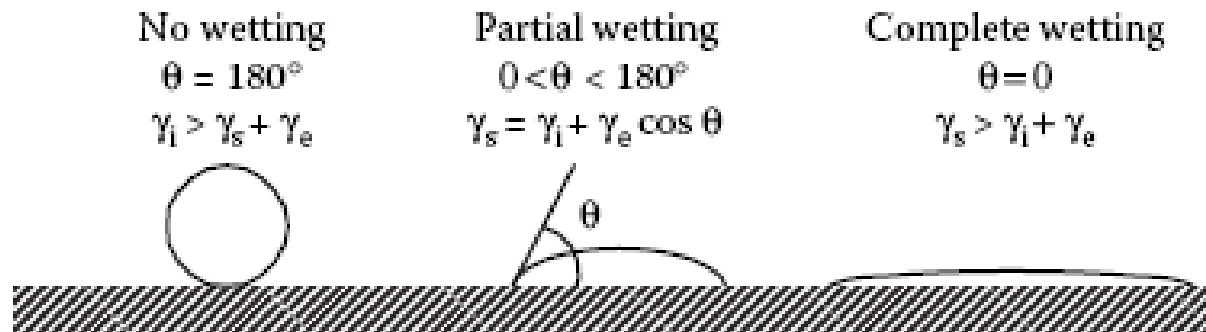 No wetting
θ = 180°
γi > γs + γe
Partial wetting
0 < θ < 180°
γs = γi + γe cos θ
θ
Complete wetting
θ = 0
γs > γi + γe